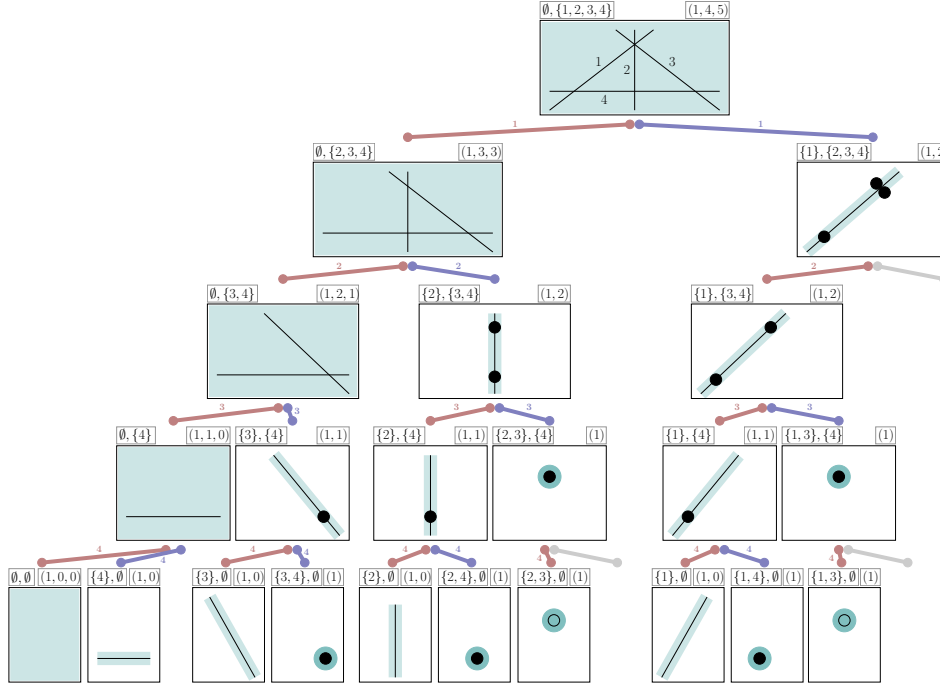 ∅, {1, 2, 3, 4} (1, 4, 5)
1 2 3
4
1 1
∅, {2, 3, 4} (1, 3, 3) {1}, {2, 3, 4} (1, 2
2 2 2
∅, {3, 4} (1, 2, 1) {2}, {3, 4} (1, 2) {1}, {3, 4} (1, 2)
3 3 3 3 3 3
∅, {4} (1, 1, 0) {3}, {4} (1, 1) {2}, {4} (1, 1) {2, 3}, {4} (1) {1}, {4} (1, 1) {1, 3}, {4} (1)
4 4 4 4 4 4 4 4 4 4
∅, ∅ (1, 0, 0) {4}, ∅ (1, 0) {3}, ∅ (1, 0) {3, 4}, ∅ (1) {2}, ∅ (1, 0) {2, 4}, ∅ (1) {2, 3}, ∅ (1) {1}, ∅ (1, 0) {1, 4}, ∅ (1) {1, 3}, ∅ (1)